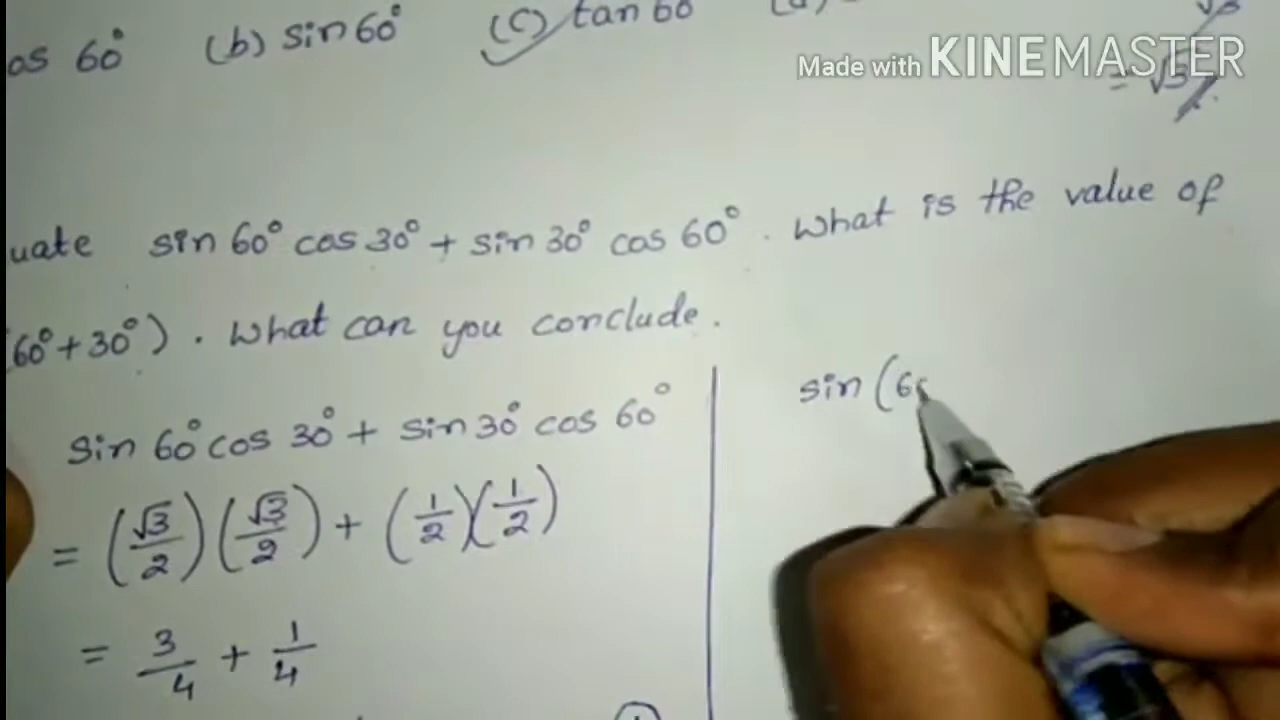 os 60° (b) sin 60° (c) tan 60
Made with KINEMASTER
= √3
uate sin 60° cos 30° + sin 30° cos 60°. What is the value of
(60° + 30°). What can you conclude.
sin 60° cos 30° + sin 30° cos 60°
= (√3/2)(√3/2) + (1/2)(1/2)
= 3/4 + 1/4
sin (60